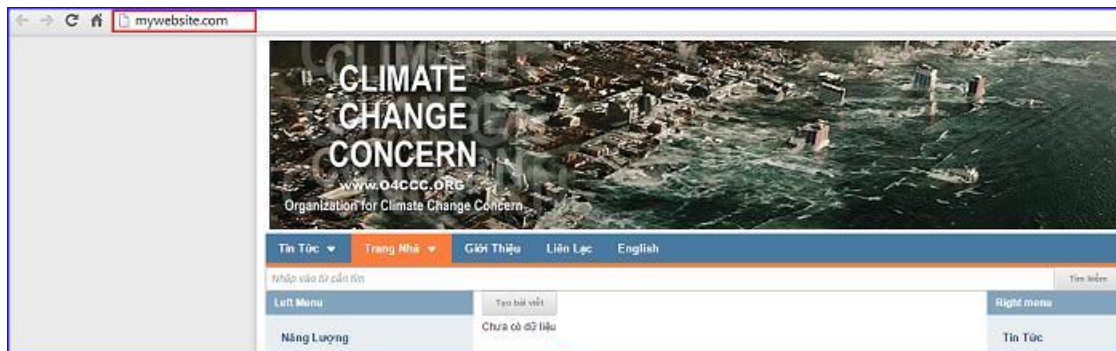 mywebsite.com
CLIMATE
CHANGE
CONCERN
www.O4CCC.ORG
Organization for Climate Change Concern
Tin Tức Trang Nhà Giới Thiệu Liên Lạc English
Nhập vào từ cần tìm Tìm kiếm
Left Menu Tạo bài viết Right menu
Chưa có dữ liệu
Năng Lượng Tin Tức